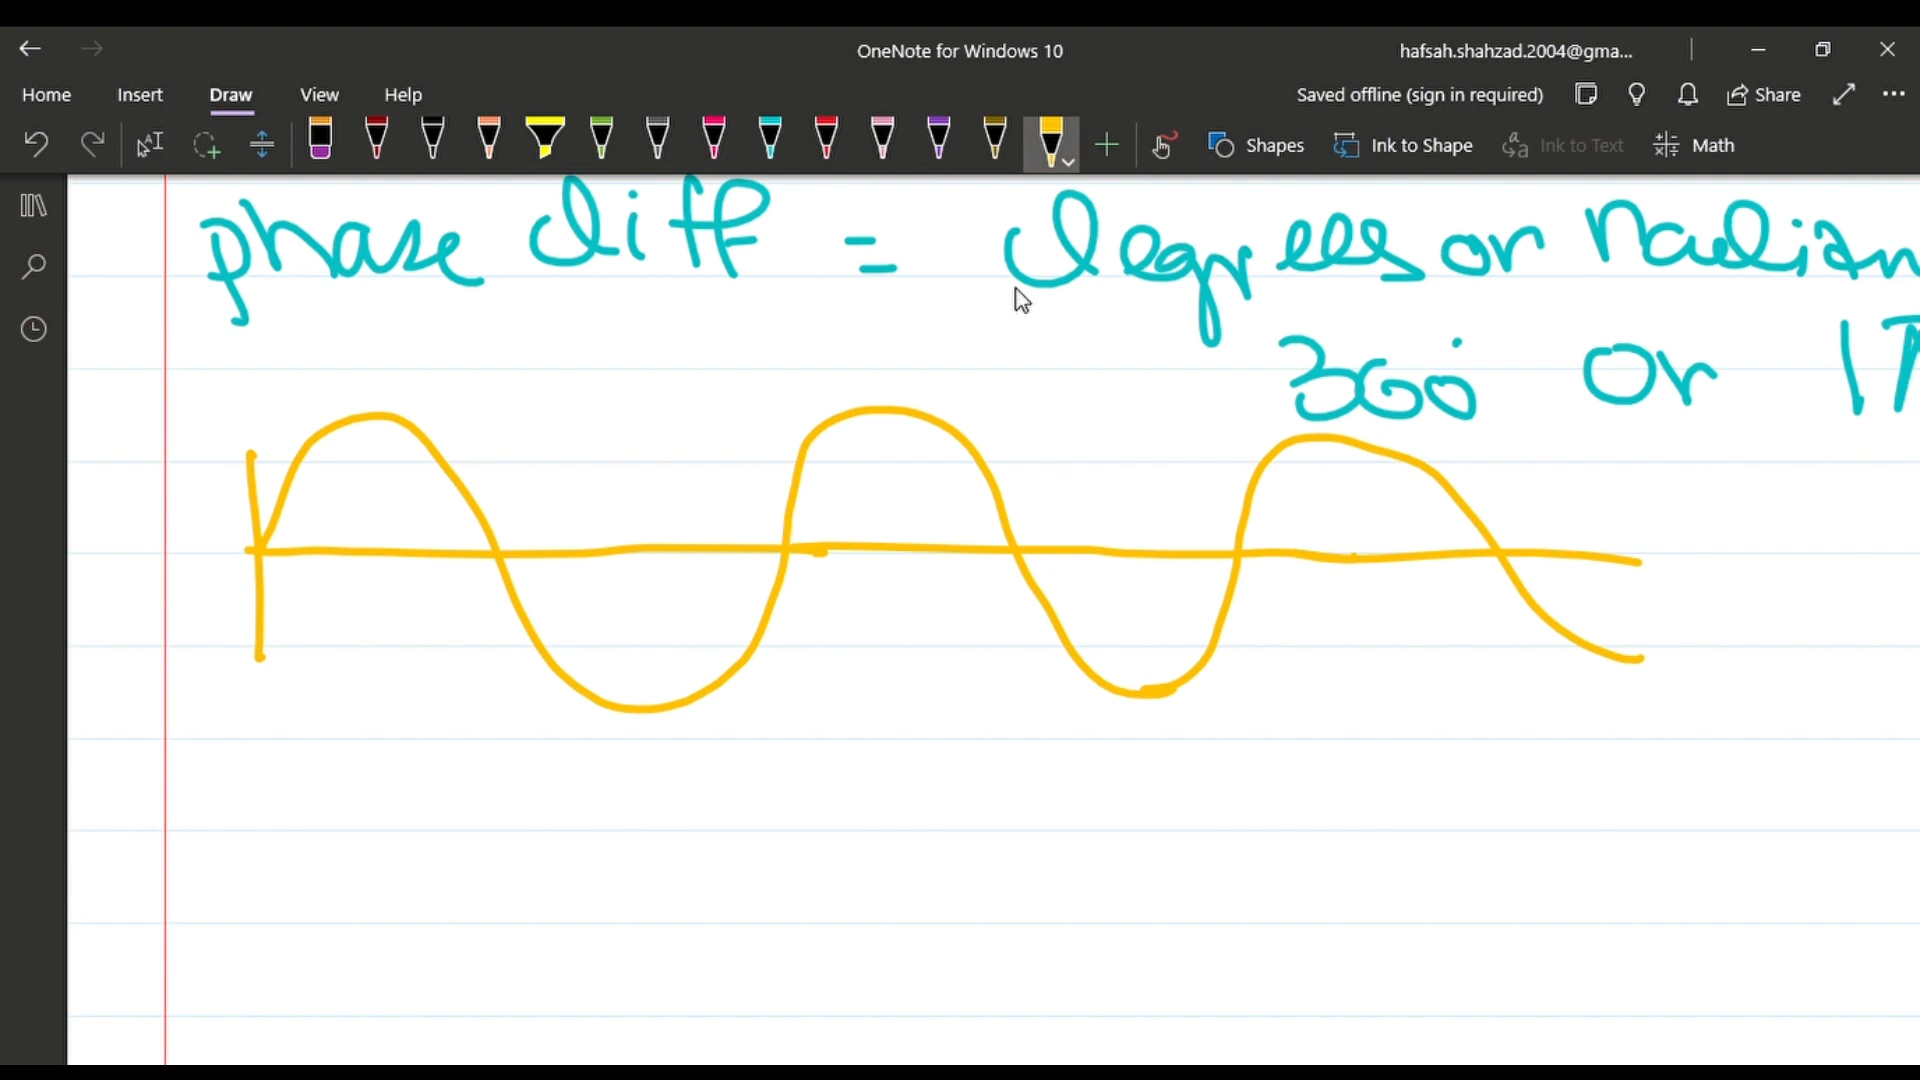 OneNote for Windows 10
hafsah.shahzad.2004@gma...
Home Insert Draw View Help
Saved offline (sign in required) Share
Shapes Ink to Shape Ink to Text Math
phase diff = degrees or radian
360° or